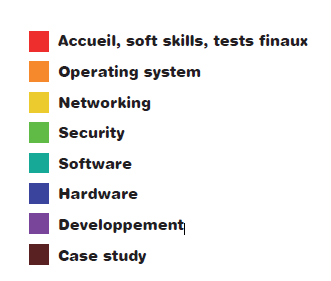 Accueil, soft skills, tests finaux
Operating system
Networking
Security
Software
Hardware
Developpement
Case study